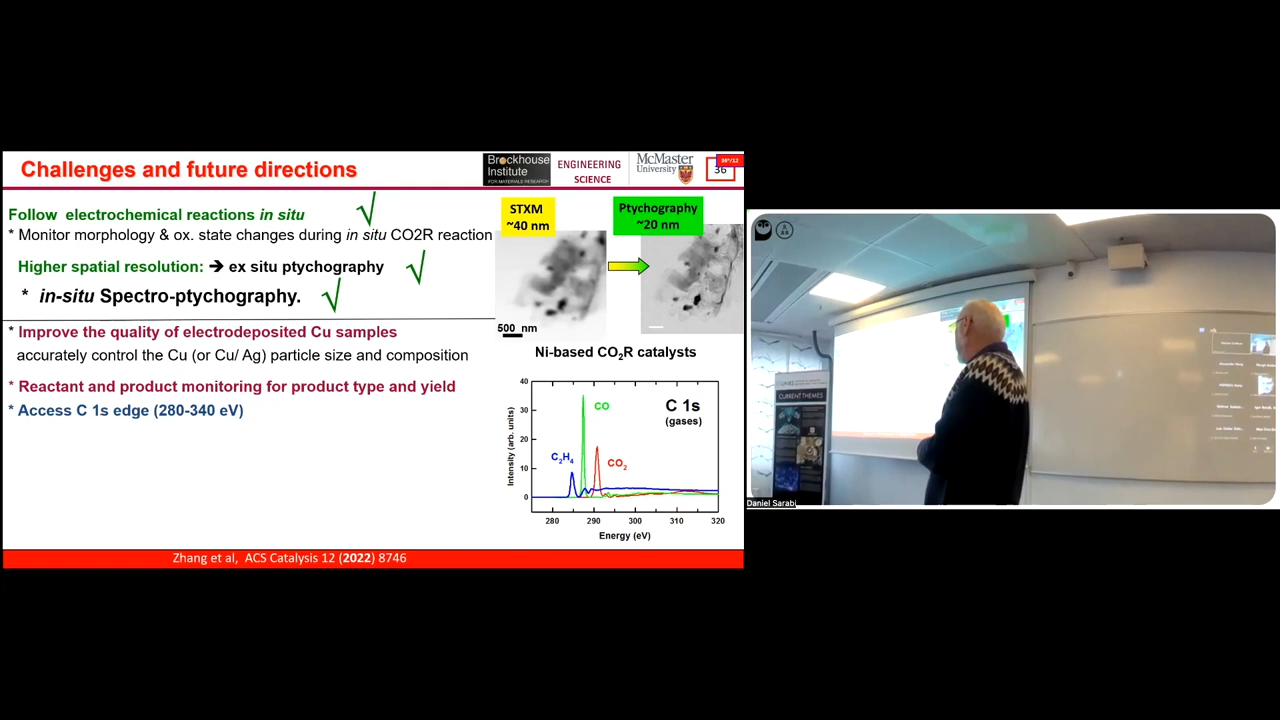 Challenges and future directions
Brockhouse
Institute
FOR MATERIALS RESEARCH
ENGINEERING
SCIENCE
McMaster
University
36
Follow electrochemical reactions in situ √
* Monitor morphology & ox. state changes during in situ CO2R reaction
Higher spatial resolution: ➔ ex situ ptychography √
* in-situ Spectro-ptychography. √
* Improve the quality of electrodeposited Cu samples
accurately control the Cu (or Cu/ Ag) particle size and composition
* Reactant and product monitoring for product type and yield
* Access C 1s edge (280-340 eV)
STXM
~40 nm
Ptychography
~20 nm
500 nm
Ni-based CO₂R catalysts
Intensity (arb. units)
40
30
20
10
0
CO
C 1s
(gases)
C₂H₄
CO₂
280 290 300 310 320
Energy (eV)
Zhang et al, ACS Catalysis 12 (2022) 8746
CURRENT THEMES
Daniel Sarabi